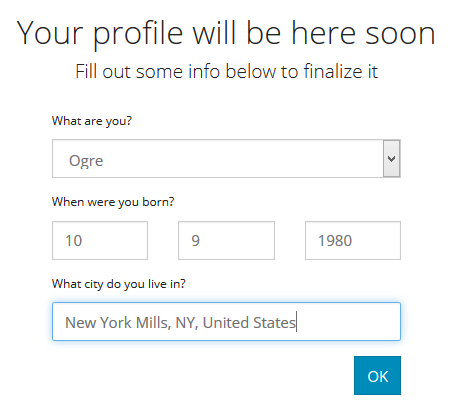 Your profile will be here soon
Fill out some info below to finalize it
What are you?
Ogre
When were you born?
10 9 1980
What city do you live in?
New York Mills, NY, United States
OK